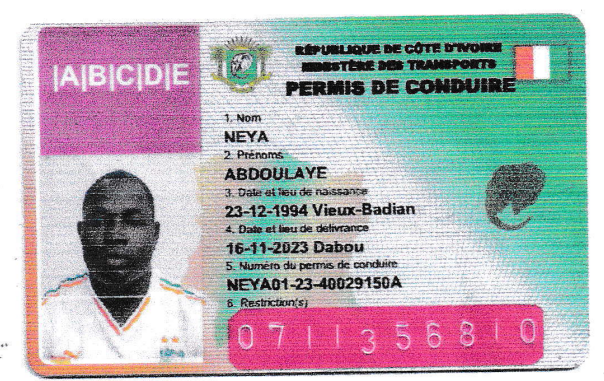 |A|B|C|D|E
RÉPUBLIQUE DE CÔTE D'IVOIRE
MINISTÈRE DES TRANSPORTS
PERMIS DE CONDUIRE
1. Nom
NEYA
2. Prénoms
ABDOULAYE
3. Date et lieu de naissance
23-12-1994 Vieux-Badian
4. Date et lieu de délivrance
16-11-2023 Dabou
5. Numéro du permis de conduire
NEYA01-23-40029150A
6. Restriction(s)
0711356810